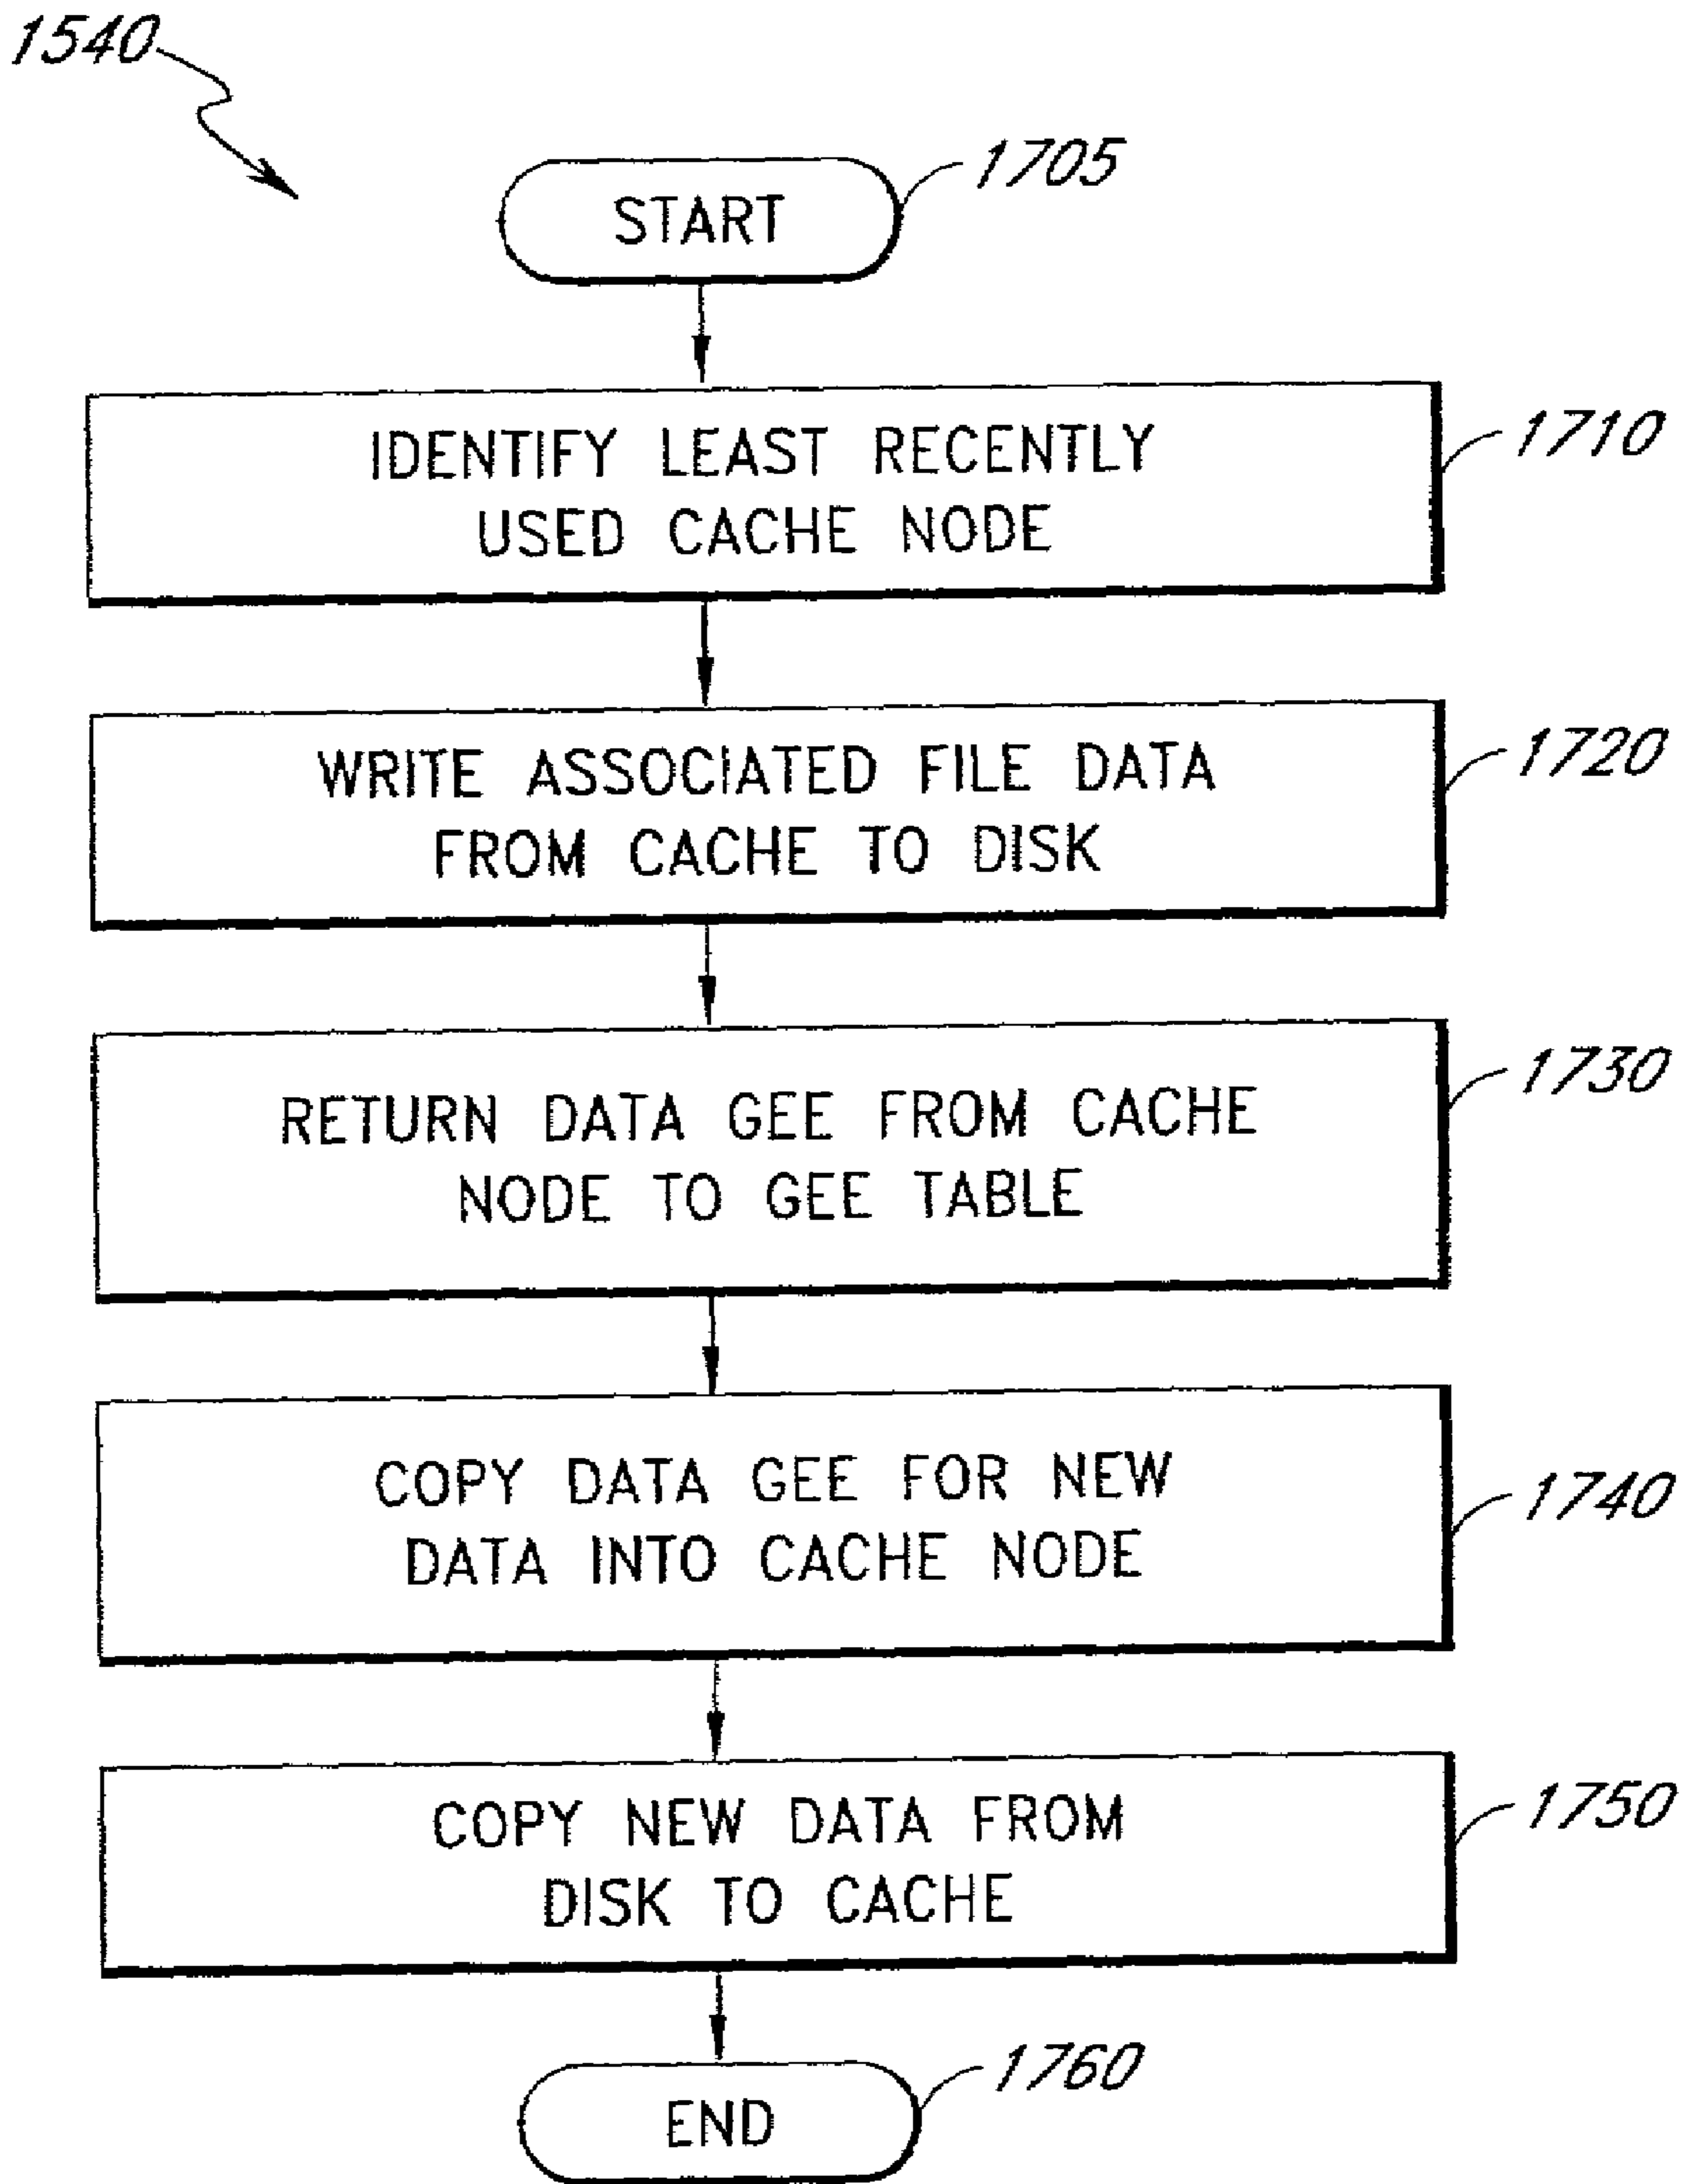 1540
START
1705
IDENTIFY LEAST RECENTLY
USED CACHE NODE
1710
WRITE ASSOCIATED FILE DATA
FROM CACHE TO DISK
1720
RETURN DATA GEE FROM CACHE
NODE TO GEE TABLE
1730
COPY DATA GEE FOR NEW
DATA INTO CACHE NODE
1740
COPY NEW DATA FROM
DISK TO CACHE
1750
END
1760